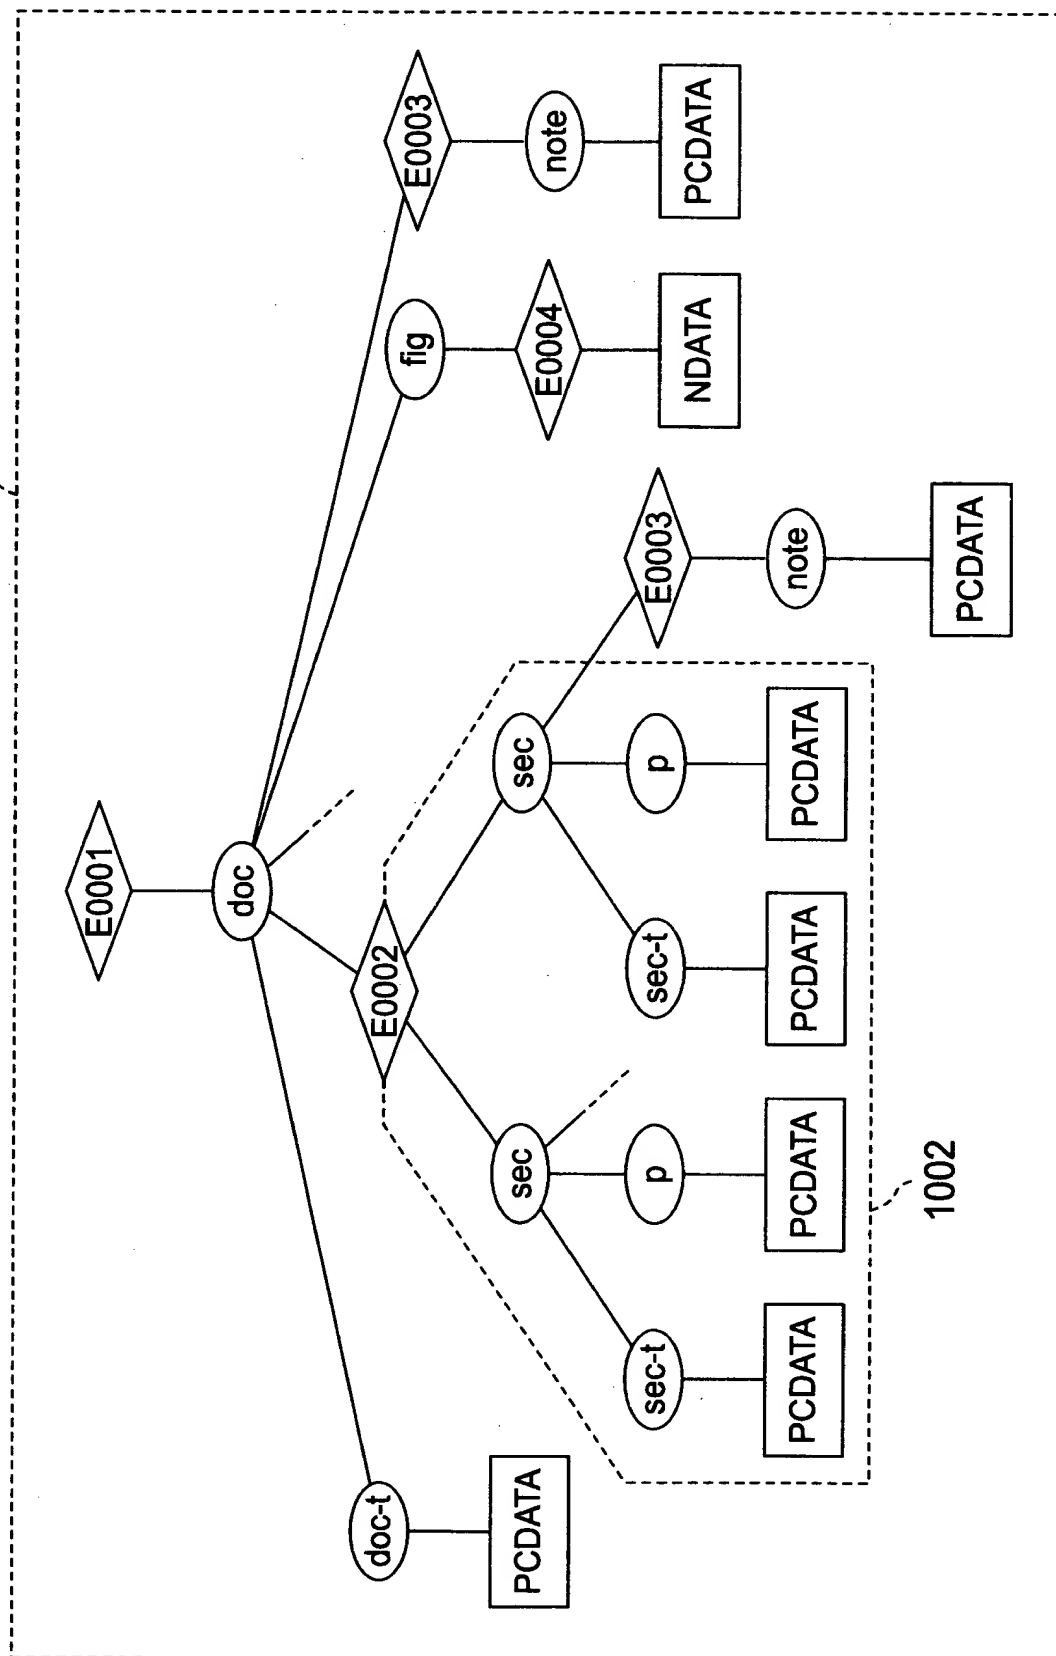 E0001
doc
doc-t
E0002
fig
E0003
PCDATA
sec
sec
E0004
note
sec-t
p
sec-t
p
E0003
NDATA
PCDATA
PCDATA
PCDATA
PCDATA
PCDATA
note
PCDATA
1002